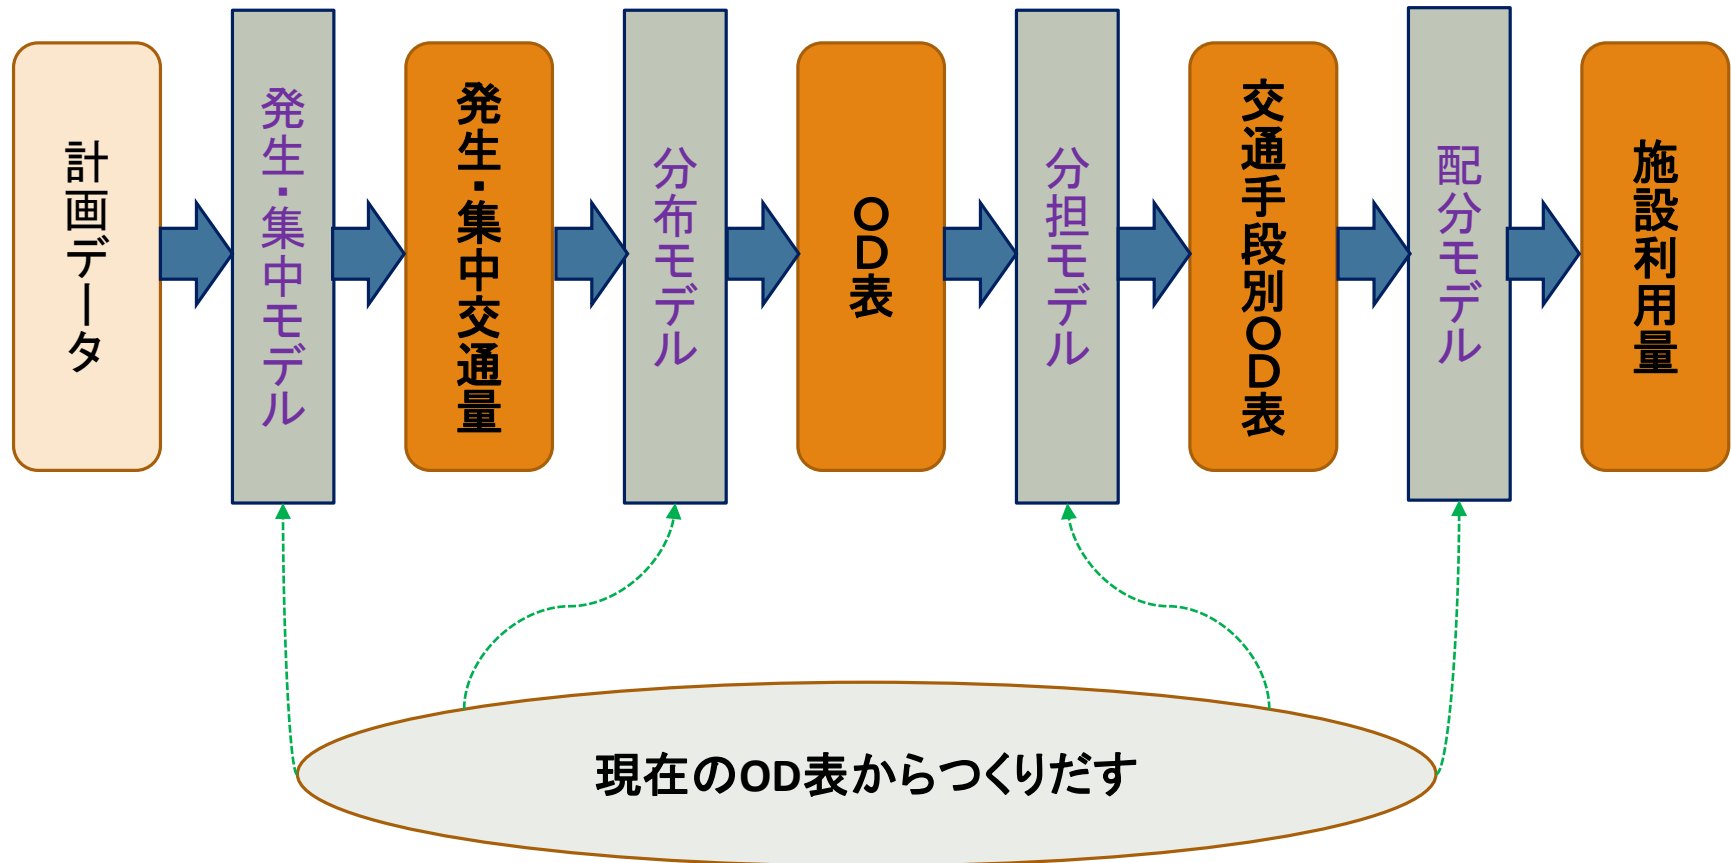 計画データ
発生・集中モデル
発生・集中交通量
分布モデル
OD表
分担モデル
交通手段別OD表
配分モデル
施設利用量
現在のOD表からつくりだす